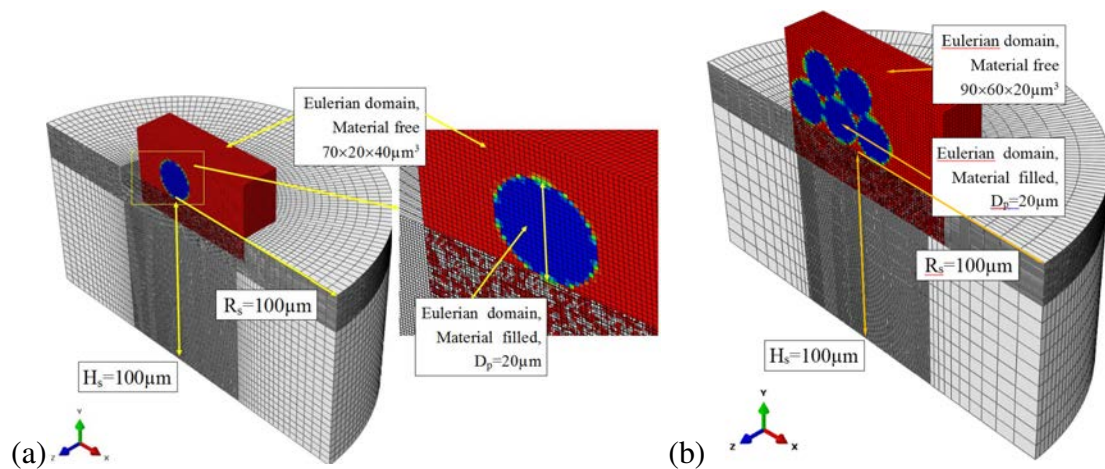 Eulerian domain,
Material free
70×20×40µm³
Eulerian domain,
Material filled,
Dₚ=20µm
Rₛ=100µm
Hₛ=100µm
Y
Z
X
(a)
Eulerian domain,
Material free
90×60×20µm³
Eulerian domain,
Material filled,
Dₚ=20µm
Rₛ=100µm
Hₛ=100µm
Y
Z
X
(b)